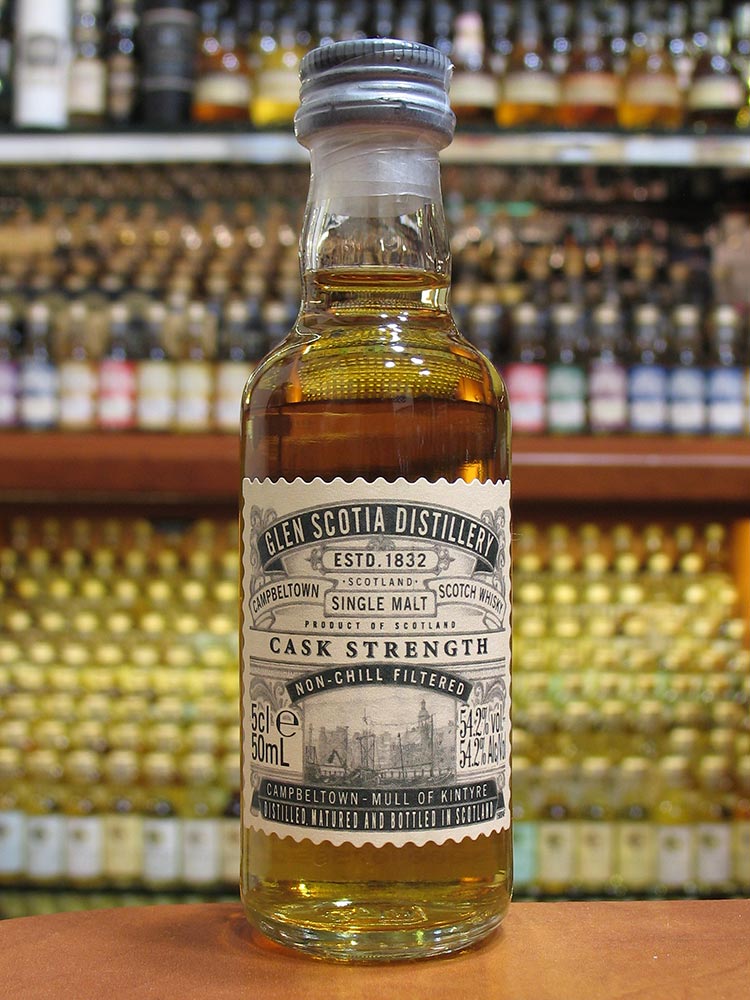 GLEN SCOTIA DISTILLERY
ESTD. 1832
·SCOTLAND·
CAMPBELTOWN SINGLE MALT SCOTCH WHISKY
PRODUCT OF SCOTLAND
CASK STRENGTH
NON-CHILL FILTERED
5cl e 54.2% vol
50mL 54.2% Alc/Vol
CAMPBELTOWN - MULL OF KINTYRE
DISTILLED, MATURED AND BOTTLED IN SCOTLAND